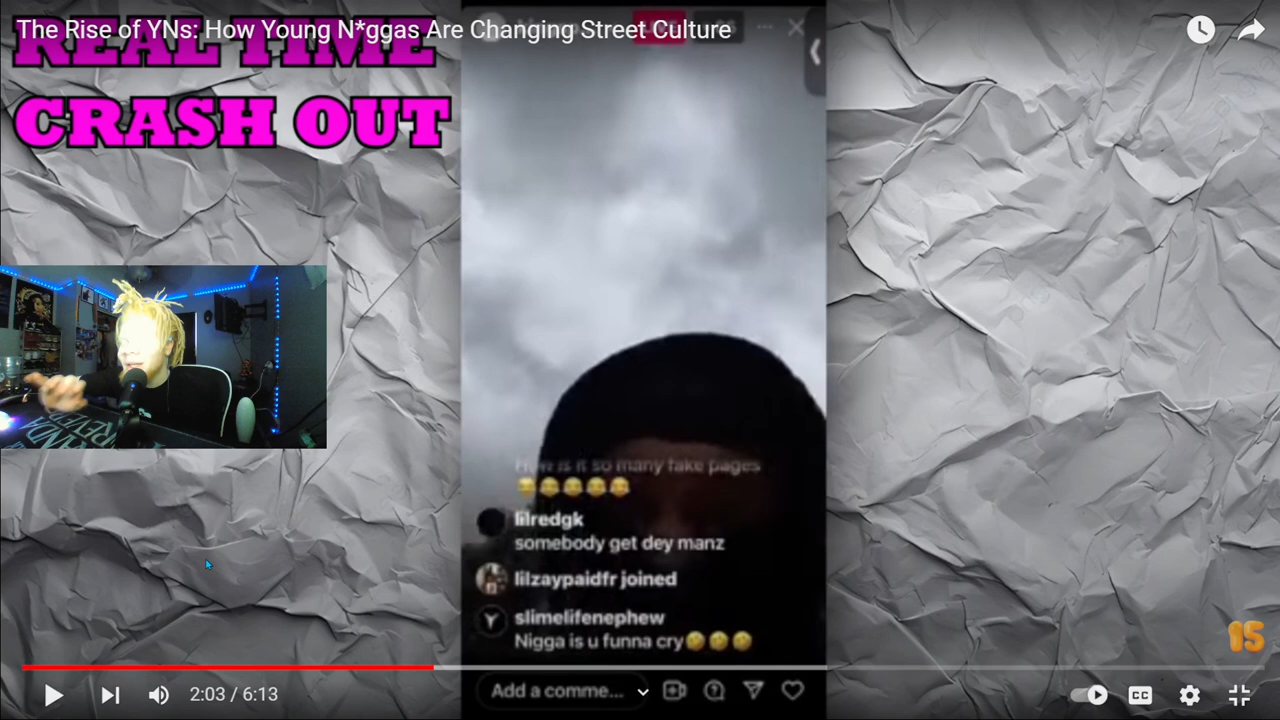 The Rise of YNs: How Young N*ggas Are Changing Street Culture
REAL TIME
CRASH OUT
How is it so many fake pages
😂😂😂😂😂
lilredgk
somebody get dey manz
lilzaypaidfr joined
slimelifenephew
Nigga is u funna cry🤣🤣🤣
Add a comme...
15
2:03 / 6:13
CC